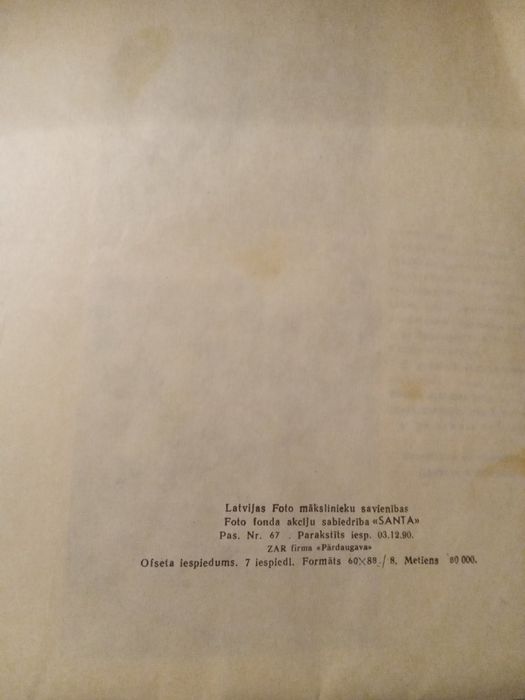 Latvijas Foto mākslinieku savienības
Foto fonda akciju sabiedrība «SANTA»
Pas. Nr. 67 . Parakstīts iesp. 03.12.90.
ZAR firma «Pārdaugava»
Ofseta iespiedums. 7 iespiedl. Formāts 60×88 / 8. Metiens 000.